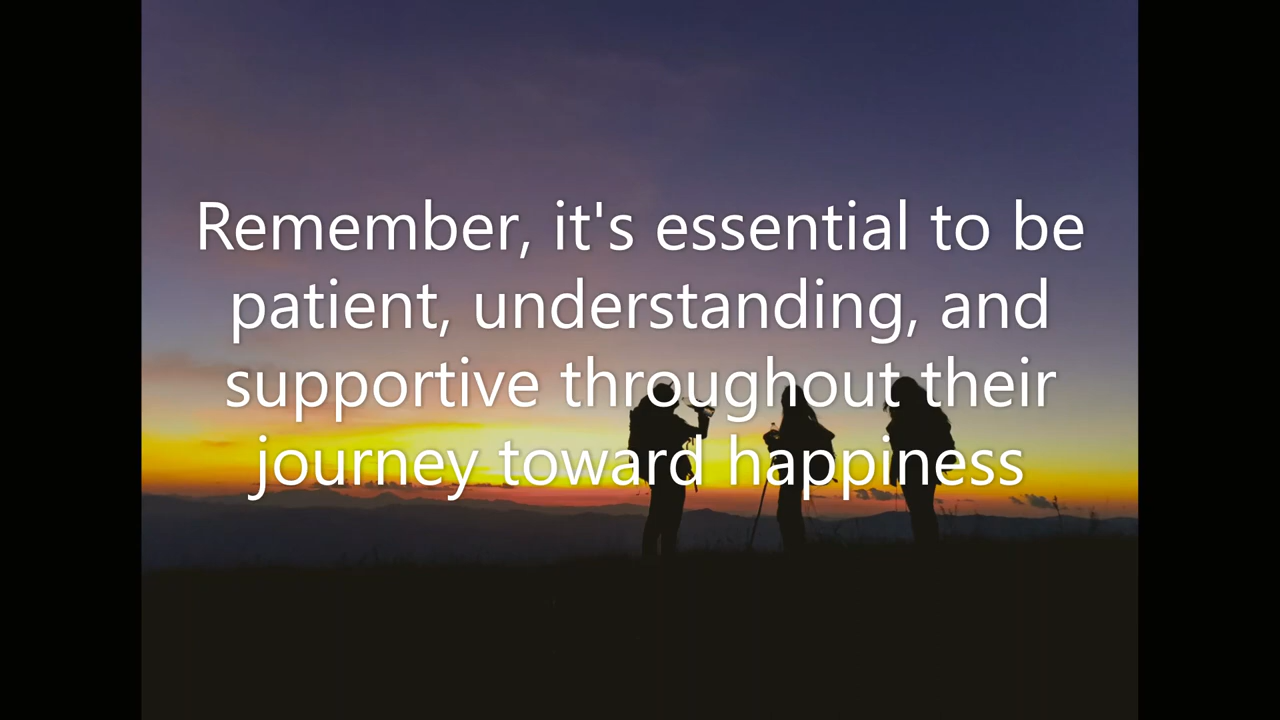 Remember, it's essential to be
patient, understanding, and
supportive throughout their
journey toward happiness